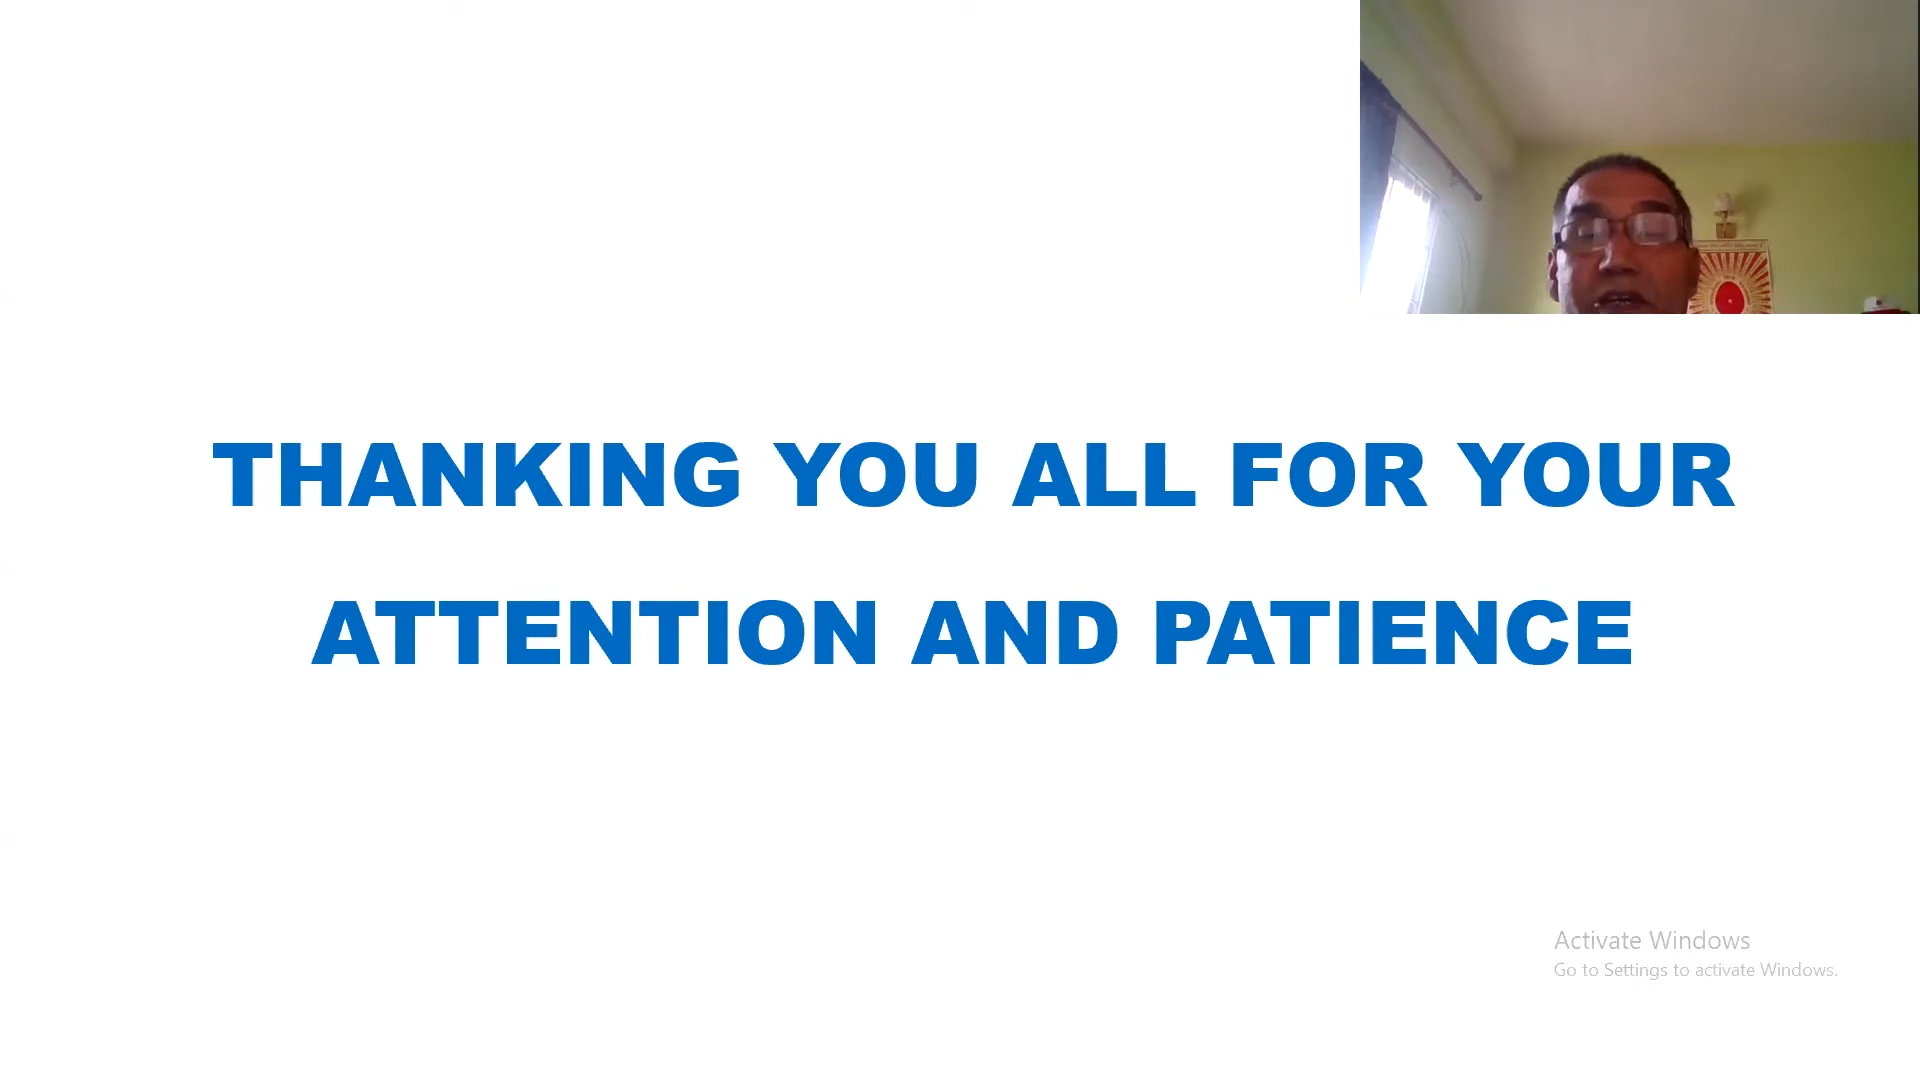 THANKING YOU ALL FOR YOUR
ATTENTION AND PATIENCE
Activate Windows
Go to Settings to activate Windows.